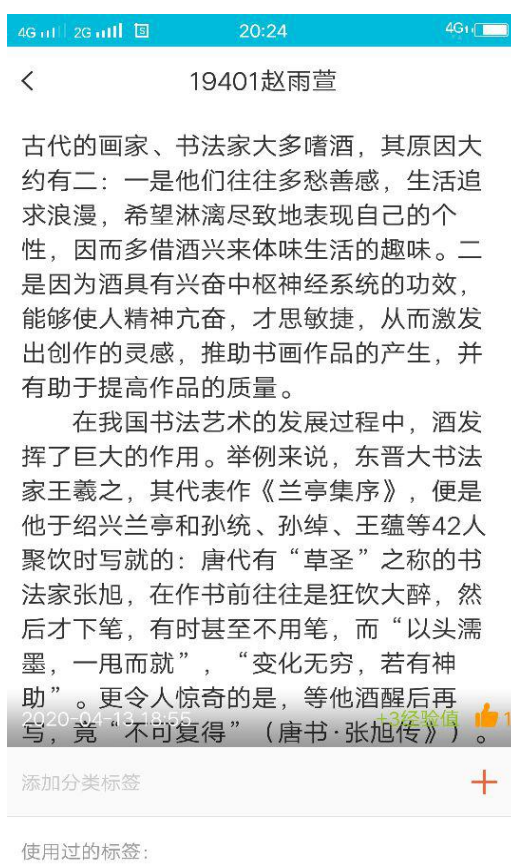 4G 2G 20:24 4G
19401赵雨萱
古代的画家、书法家大多嗜酒，其原因大
约有二：一是他们往往多愁善感，生活追
求浪漫，希望淋漓尽致地表现自己的个
性，因而多借酒兴来体味生活的趣味。二
是因为酒具有兴奋中枢神经系统的功效，
能够使人精神亢奋，才思敏捷，从而激发
出创作的灵感，推助书画作品的产生，并
有助于提高作品的质量。
在我国书法艺术的发展过程中，酒发
挥了巨大的作用。举例来说，东晋大书法
家王羲之，其代表作《兰亭集序》，便是
他于绍兴兰亭和孙统、孙绰、王蕴等42人
聚饮时写就的：唐代有“草圣”之称的书
法家张旭，在作书前往往是狂饮大醉，然
后才下笔，有时甚至不用笔，而“以头濡
墨，一甩而就”，“变化无穷，若有神
助”。更令人惊奇的是，等他酒醒后再
2020-04-13 18:55 +3经验值 1
写，竟“不可复得”（唐书·张旭传》）。
添加分类标签
使用过的标签：